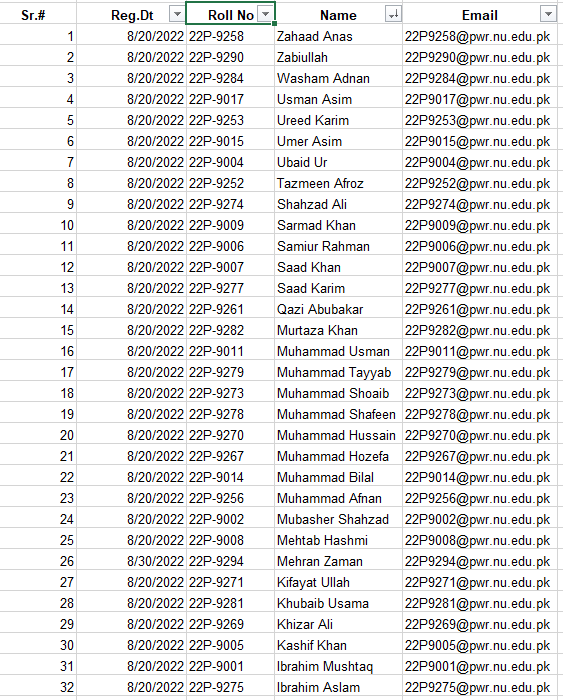 Sr.# Reg.Dt Roll No Name Email
1 8/20/2022 22P-9258 Zahaad Anas 22P9258@pwr.nu.edu.pk
2 8/20/2022 22P-9290 Zabiullah 22P9290@pwr.nu.edu.pk
3 8/20/2022 22P-9284 Washam Adnan 22P9284@pwr.nu.edu.pk
4 8/20/2022 22P-9017 Usman Asim 22P9017@pwr.nu.edu.pk
5 8/20/2022 22P-9253 Ureed Karim 22P9253@pwr.nu.edu.pk
6 8/20/2022 22P-9015 Umer Asim 22P9015@pwr.nu.edu.pk
7 8/20/2022 22P-9004 Ubaid Ur 22P9004@pwr.nu.edu.pk
8 8/20/2022 22P-9252 Tazmeen Afroz 22P9252@pwr.nu.edu.pk
9 8/20/2022 22P-9274 Shahzad Ali 22P9274@pwr.nu.edu.pk
10 8/20/2022 22P-9009 Sarmad Khan 22P9009@pwr.nu.edu.pk
11 8/20/2022 22P-9006 Samiur Rahman 22P9006@pwr.nu.edu.pk
12 8/20/2022 22P-9007 Saad Khan 22P9007@pwr.nu.edu.pk
13 8/20/2022 22P-9277 Saad Karim 22P9277@pwr.nu.edu.pk
14 8/20/2022 22P-9261 Qazi Abubakar 22P9261@pwr.nu.edu.pk
15 8/20/2022 22P-9282 Murtaza Khan 22P9282@pwr.nu.edu.pk
16 8/20/2022 22P-9011 Muhammad Usman 22P9011@pwr.nu.edu.pk
17 8/20/2022 22P-9279 Muhammad Tayyab 22P9279@pwr.nu.edu.pk
18 8/20/2022 22P-9273 Muhammad Shoaib 22P9273@pwr.nu.edu.pk
19 8/20/2022 22P-9278 Muhammad Shafeen 22P9278@pwr.nu.edu.pk
20 8/20/2022 22P-9270 Muhammad Hussain 22P9270@pwr.nu.edu.pk
21 8/20/2022 22P-9267 Muhammad Hozefa 22P9267@pwr.nu.edu.pk
22 8/20/2022 22P-9014 Muhammad Bilal 22P9014@pwr.nu.edu.pk
23 8/20/2022 22P-9256 Muhammad Afnan 22P9256@pwr.nu.edu.pk
24 8/20/2022 22P-9002 Mubasher Shahzad 22P9002@pwr.nu.edu.pk
25 8/20/2022 22P-9008 Mehtab Hashmi 22P9008@pwr.nu.edu.pk
26 8/30/2022 22P-9294 Mehran Zaman 22P9294@pwr.nu.edu.pk
27 8/20/2022 22P-9271 Kifayat Ullah 22P9271@pwr.nu.edu.pk
28 8/20/2022 22P-9281 Khubaib Usama 22P9281@pwr.nu.edu.pk
29 8/20/2022 22P-9269 Khizar Ali 22P9269@pwr.nu.edu.pk
30 8/20/2022 22P-9005 Kashif Khan 22P9005@pwr.nu.edu.pk
31 8/20/2022 22P-9001 Ibrahim Mushtaq 22P9001@pwr.nu.edu.pk
32 8/20/2022 22P-9275 Ibrahim Aslam 22P9275@pwr.nu.edu.pk